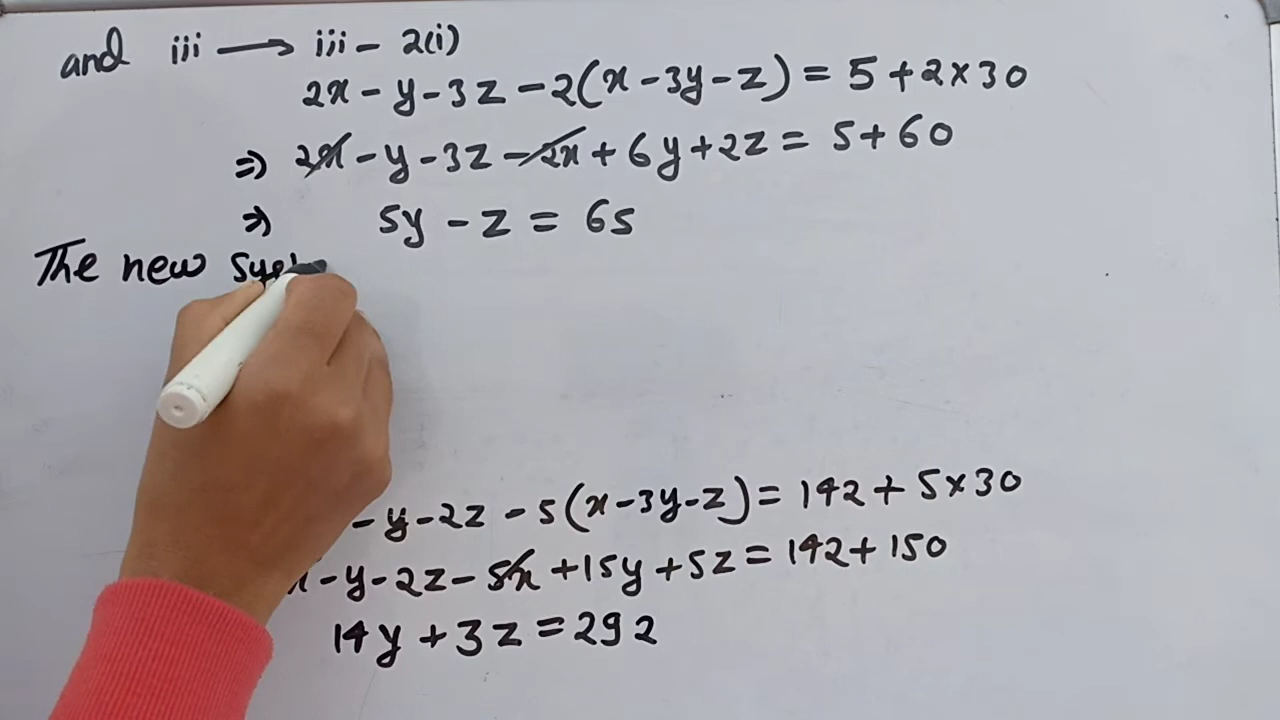 and iii → iii - 2(i)
2x - y - 3z - 2(x - 3y - z) = 5 + 2 × 30
⇒ 2x - y - 3z - 2x + 6y + 2z = 5 + 60
⇒ 5y - z = 65
The new
- y - 2z - 5(x - 3y - z) = 142 + 5 × 30
x - y - 2z - 5x + 15y + 5z = 142 + 150
14y + 3z = 292